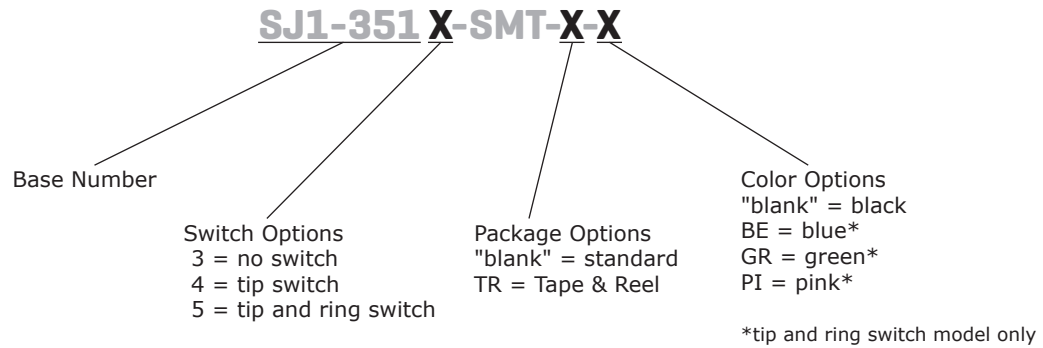 SJ1-351X-SMT-X-X
Base Number
Switch Options
3 = no switch
4 = tip switch
5 = tip and ring switch
Package Options
"blank" = standard
TR = Tape & Reel
Color Options
"blank" = black
BE = blue*
GR = green*
PI = pink*
*tip and ring switch model only